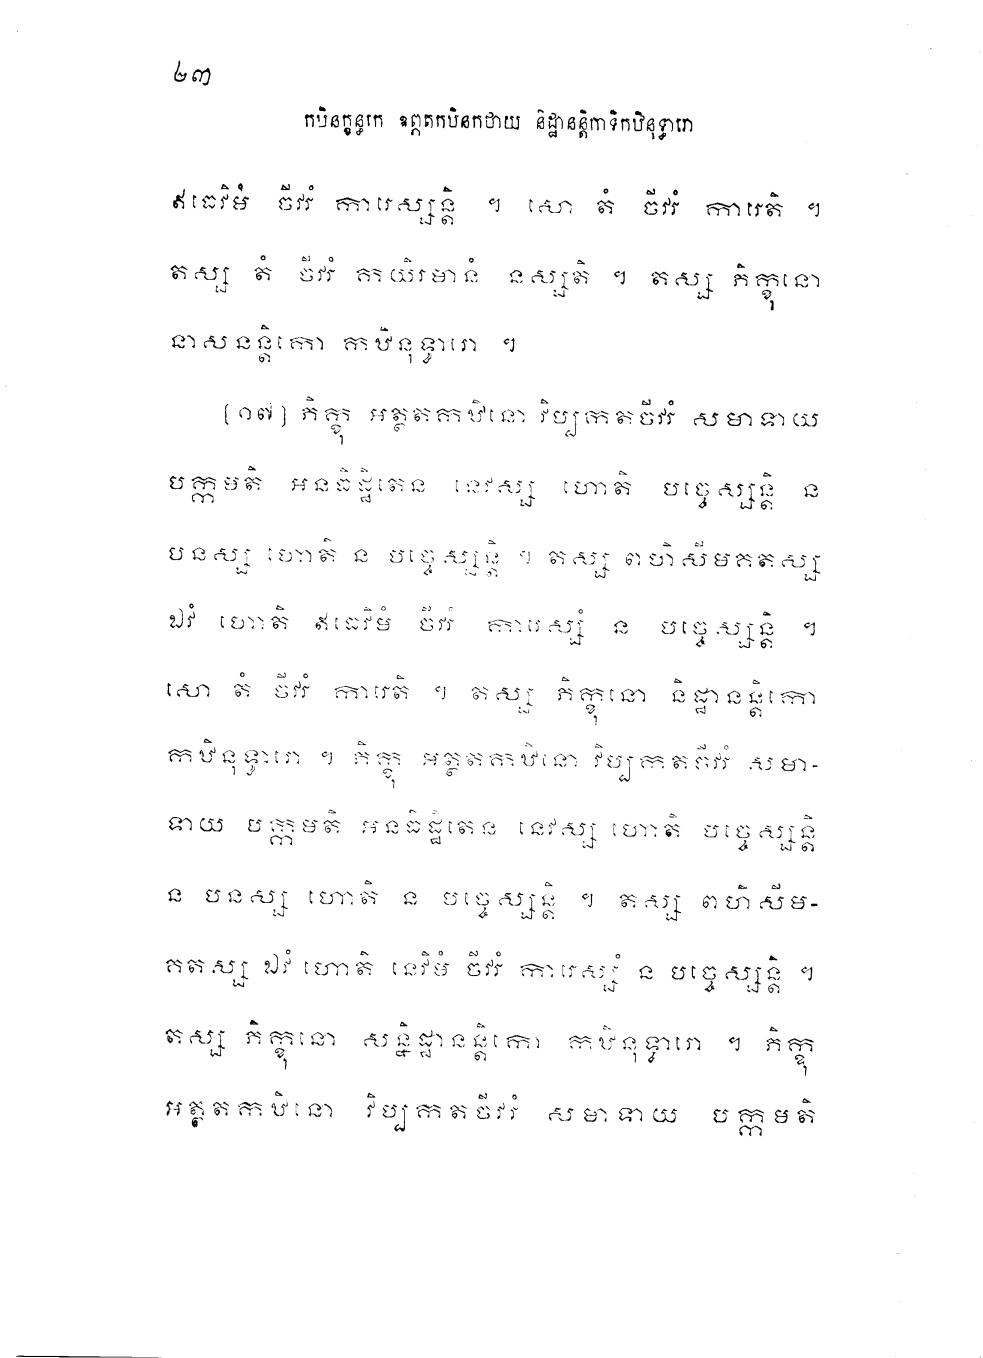 ២៣
កឋិនក្ខន្ធកេ ឧព្ភតកឋិនកថាយ និដ្ឋានន្តិកាទិកឋិនុទ្ធារោ
ឥធេវិមំ ចីវរំ ការេស្សន្តិ ។ សោ តំ ចីវរំ ការេតិ ។
តស្ស តំ ចីវរំ កយិរមានំ នស្សតិ ។ តស្ស ភិក្ខុនោ
នាសនន្តិកោ កឋិនុទ្ធារោ ។
[១៧] ភិក្ខុ អត្ថតកឋិនោ វិប្បកតចីវរំ សមាទាយ
បក្កមតិ អនធិដ្ឋិតេន នេវស្ស ហោតិ បច្ចេស្សន្តិ ន
បនស្ស ហោតិ ន បច្ចេស្សន្តិ ។ តស្ស ពហិសីមគតស្ស
ឯវំ ហោតិ ឥធេវិមំ ចីវរំ ការេស្សំ ន បច្ចេស្សន្តិ ។
សោ តំ ចីវរំ ការេតិ ។ តស្ស ភិក្ខុនោ និដ្ឋានន្តិកោ
កឋិនុទ្ធារោ ។ ភិក្ខុ អត្ថតកឋិនោ វិប្បកតចីវរំ សមា-
ទាយ បក្កមតិ អនធិដ្ឋិតេន នេវស្ស ហោតិ បច្ចេស្សន្តិ
ន បនស្ស ហោតិ ន បច្ចេស្សន្តិ ។ តស្ស ពហិសីម-
គតស្ស ឯវំ ហោតិ នេវិមំ ចីវរំ ការេស្សំ ន បច្ចេស្សន្តិ ។
តស្ស ភិក្ខុនោ សន្និដ្ឋានន្តិកោ កឋិនុទ្ធារោ ។ ភិក្ខុ
អត្ថតកឋិនោ វិប្បកតចីវរំ សមាទាយ បក្កមតិ